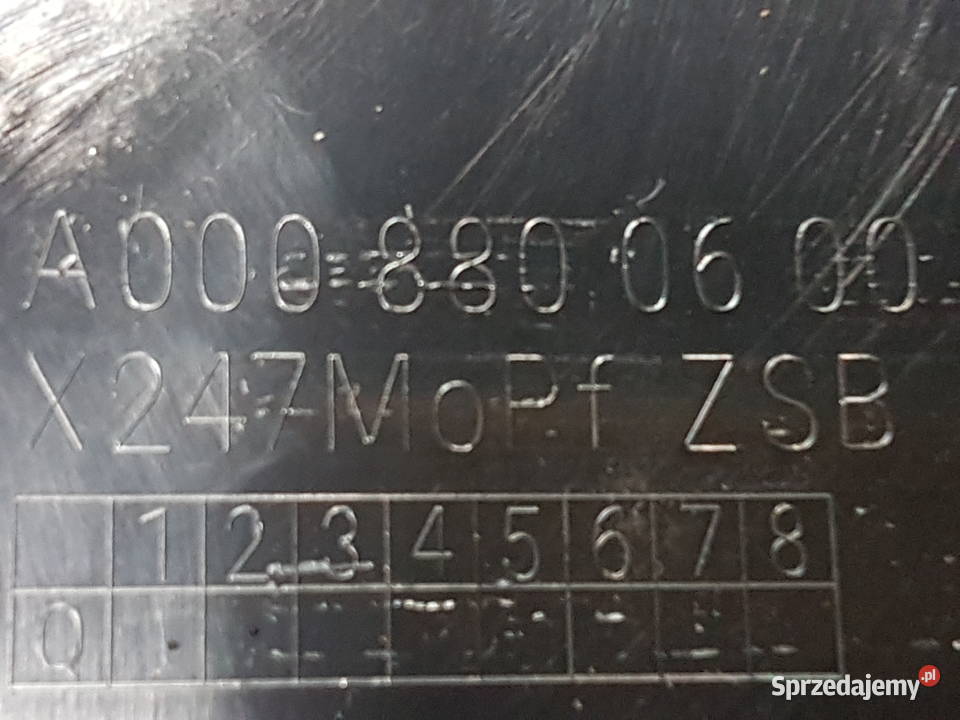 A000 880 06 00
X247MoPf ZSB
1 2 3 4 5 6 7 8
Q
Sprzedajemy.pl